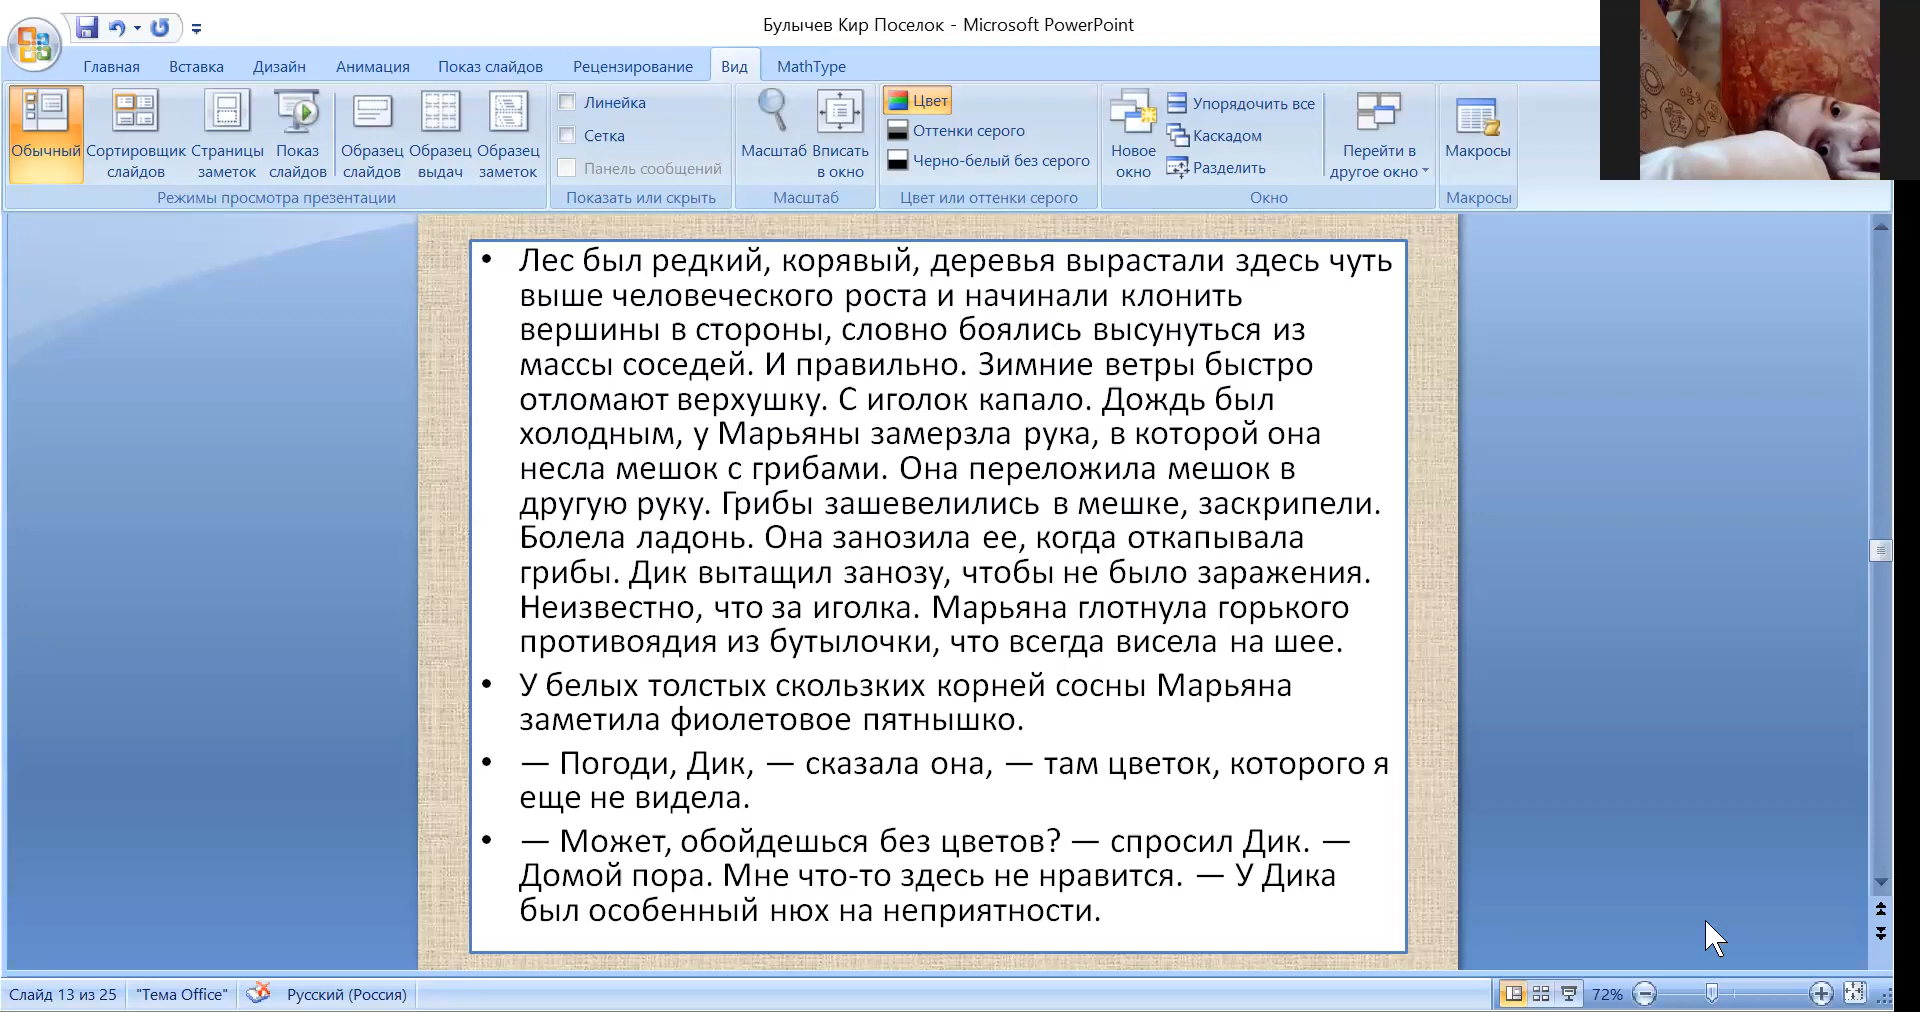 Булычев Кир Поселок - Microsoft PowerPoint
Главная Вставка Дизайн Анимация Показ слайдов Рецензирование Вид MathType
Обычный
Сортировщик слайдов
Страницы заметок
Показ слайдов
Образец слайдов
Образец выдач
Образец заметок
Режимы просмотра презентации
Линейка
Сетка
Панель сообщений
Показать или скрыть
Масштаб
Вписать в окно
Масштаб
Цвет
Оттенки серого
Черно-белый без серого
Цвет или оттенки серого
Новое окно
Упорядочить все
Каскадом
Разделить
Перейти в другое окно
Окно
Макросы
Макросы
• Лес был редкий, корявый, деревья вырастали здесь чуть
выше человеческого роста и начинали клонить
вершины в стороны, словно боялись высунуться из
массы соседей. И правильно. Зимние ветры быстро
отломают верхушку. С иголок капало. Дождь был
холодным, у Марьяны замерзла рука, в которой она
несла мешок с грибами. Она переложила мешок в
другую руку. Грибы зашевелились в мешке, заскрипели.
Болела ладонь. Она занозила ее, когда откапывала
грибы. Дик вытащил занозу, чтобы не было заражения.
Неизвестно, что за иголка. Марьяна глотнула горького
противоядия из бутылочки, что всегда висела на шее.
• У белых толстых скользких корней сосны Марьяна
заметила фиолетовое пятнышко.
• — Погоди, Дик, — сказала она, — там цветок, которого я
еще не видела.
• — Может, обойдешься без цветов? — спросил Дик. —
Домой пора. Мне что-то здесь не нравится. — У Дика
был особенный нюх на неприятности.
Слайд 13 из 25 "Тема Office" Русский (Россия) 72%